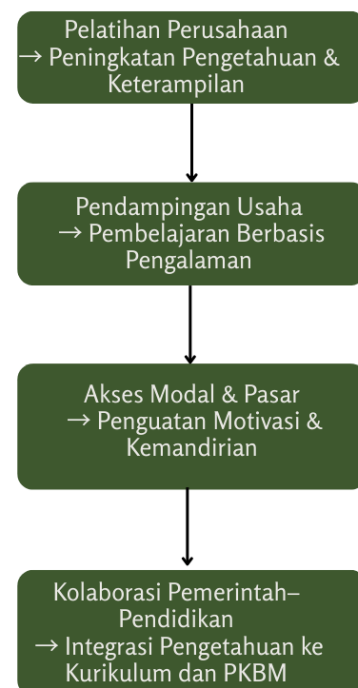 Pelatihan Perusahaan
→ Peningkatan Pengetahuan &
Keterampilan
Pendampingan Usaha
→ Pembelajaran Berbasis
Pengalaman
Akses Modal & Pasar
→ Penguatan Motivasi &
Kemandirian
Kolaborasi Pemerintah–
Pendidikan
→ Integrasi Pengetahuan ke
Kurikulum dan PKBM